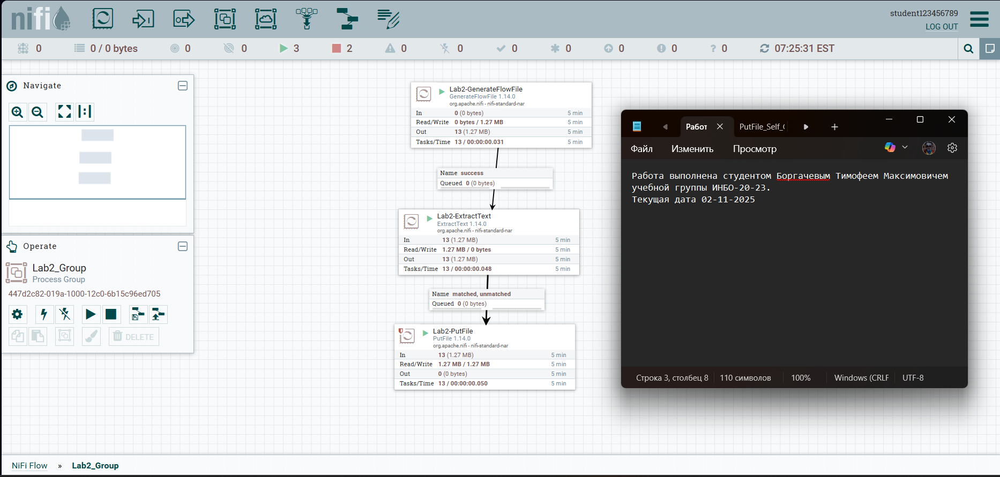 nifi
student123456789
LOG OUT
0
0 / 0 bytes
0
0
3
2
0
0
0
0
0
0
0
07:25:31 EST
Navigate
Operate
Lab2_Group
Process Group
447d2c82-019a-1000-12c0-6b15c96ed705
DELETE
Lab2-GenerateFlowFile
GenerateFlowFile 1.14.0
org.apache.nifi - nifi-standard-nar
In 0 (0 bytes) 5 min
Read/Write 0 bytes / 1.27 MB 5 min
Out 13 (1.27 MB) 5 min
Tasks/Time 13 / 00:00:00.031 5 min
Name success
Queued 0 (0 bytes)
Lab2-ExtractText
ExtractText 1.14.0
org.apache.nifi - nifi-standard-nar
In 13 (1.27 MB) 5 min
Read/Write 1.27 MB / 0 bytes 5 min
Out 13 (1.27 MB) 5 min
Tasks/Time 13 / 00:00:00.048 5 min
Name matched, unmatched
Queued 0 (0 bytes)
Lab2-PutFile
PutFile 1.14.0
org.apache.nifi - nifi-standard-nar
In 13 (1.27 MB) 5 min
Read/Write 1.27 MB / 1.27 MB 5 min
Out 0 (0 bytes) 5 min
Tasks/Time 13 / 00:00:00.050 5 min
Работ
PutFile_Self_
Файл Изменить Просмотр
Работа выполнена студентом Боргачевым Тимофеем Максимовичем
учебной группы ИНБО-20-23.
Текущая дата 02-11-2025
Строка 3, столбец 8
110 символов
100%
Windows (CRLF
UTF-8
NiFi Flow » Lab2_Group